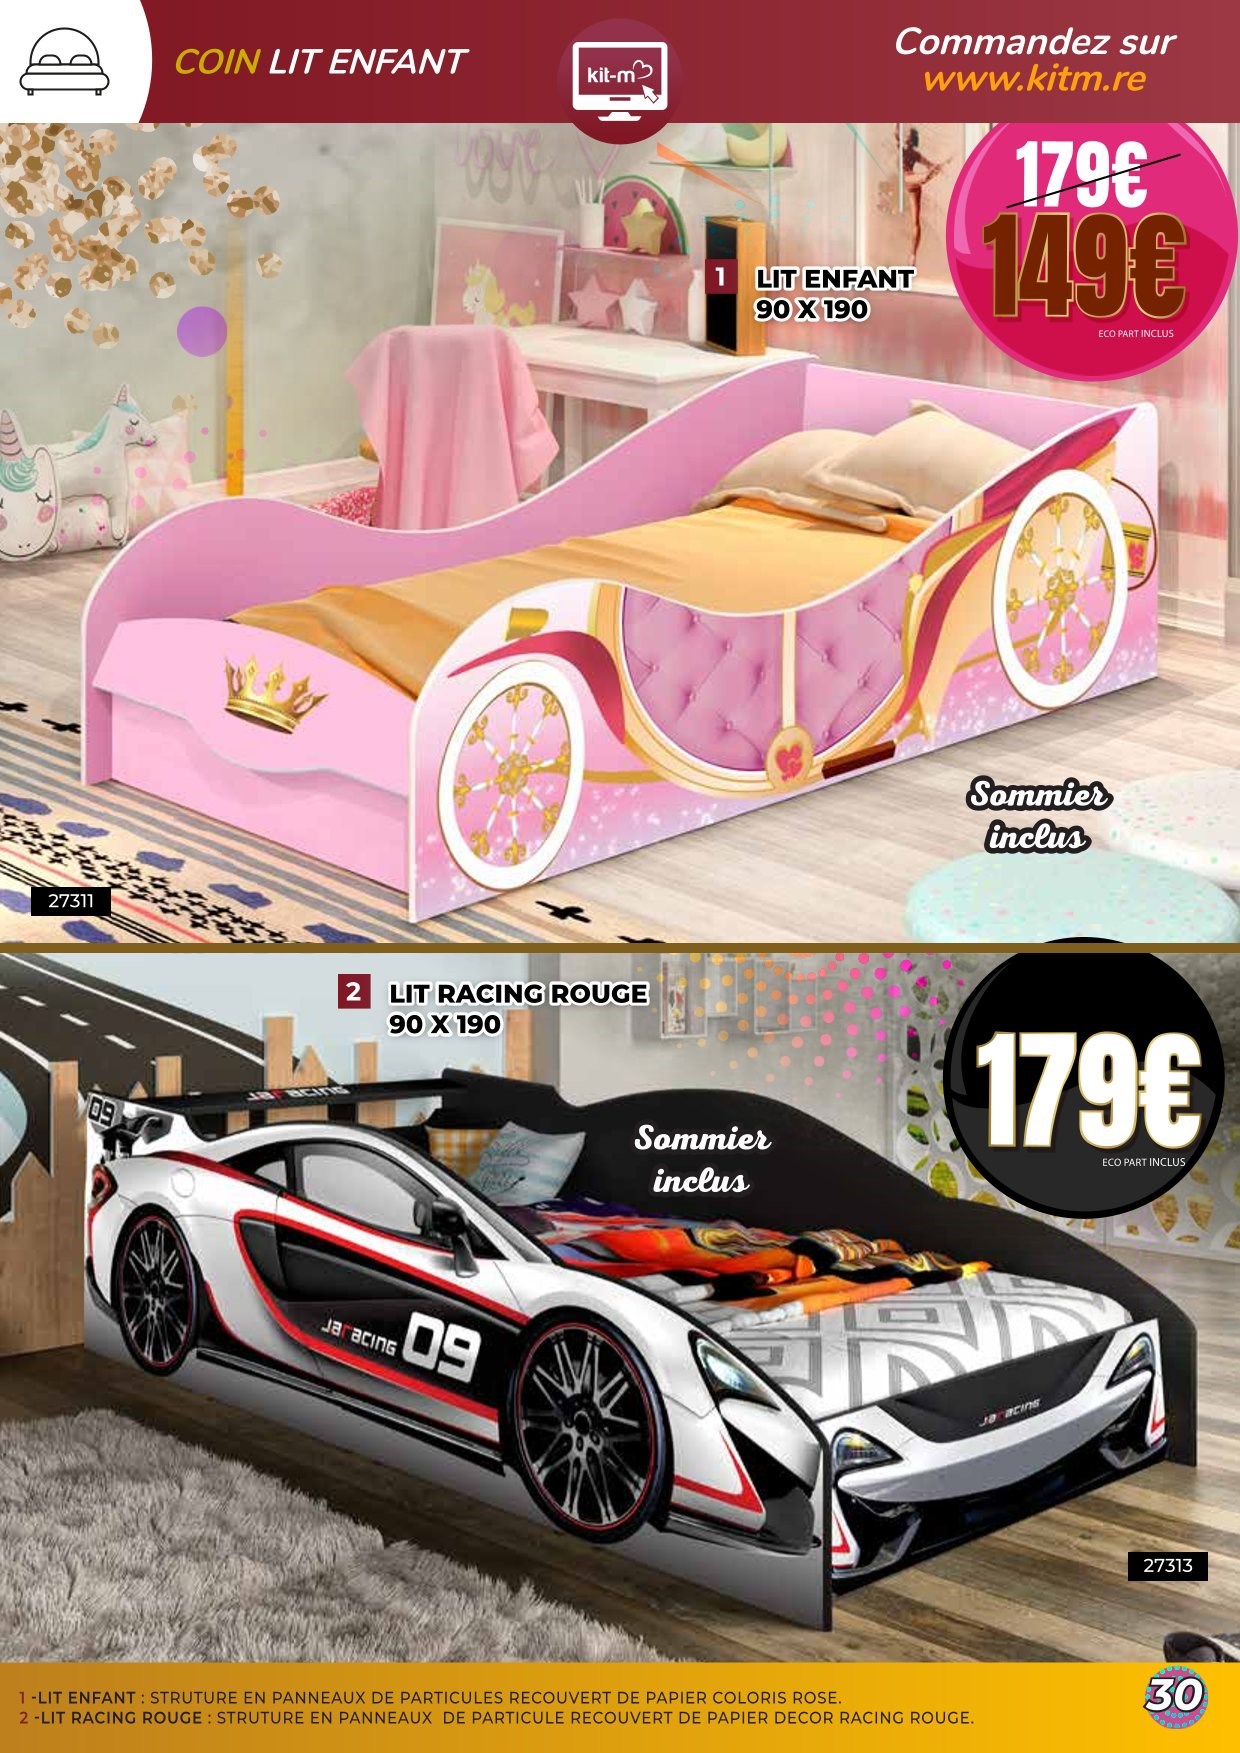 COIN LIT ENFANT
kit-m
Commandez sur
www.kitm.re
179€
149€
ECO PART INCLUS
1 LIT ENFANT
90 X 190
Sommier
inclus
27311
2 LIT RACING ROUGE
90 X 190
179€
ECO PART INCLUS
Sommier
inclus
JARACING
09
JARACING 09
JARACING
27313
1 -LIT ENFANT : STRUTURE EN PANNEAUX DE PARTICULES RECOUVERT DE PAPIER COLORIS ROSE.
2 -LIT RACING ROUGE : STRUTURE EN PANNEAUX DE PARTICULE RECOUVERT DE PAPIER DECOR RACING ROUGE.
30